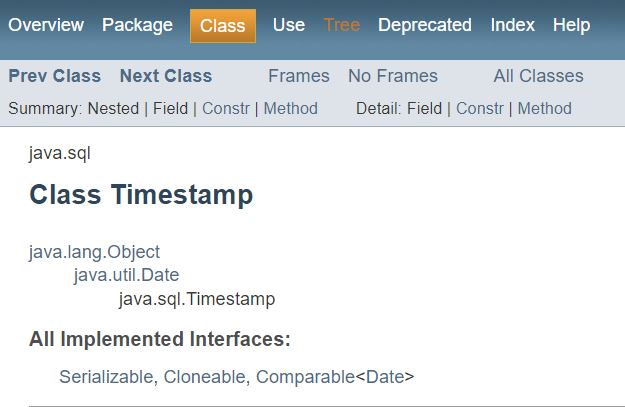 Overview Package Class Use Tree Deprecated Index Help
Prev Class Next Class Frames No Frames All Classes
Summary: Nested | Field | Constr | Method Detail: Field | Constr | Method
java.sql
Class Timestamp
java.lang.Object
java.util.Date
java.sql.Timestamp
All Implemented Interfaces:
Serializable, Cloneable, Comparable<Date>